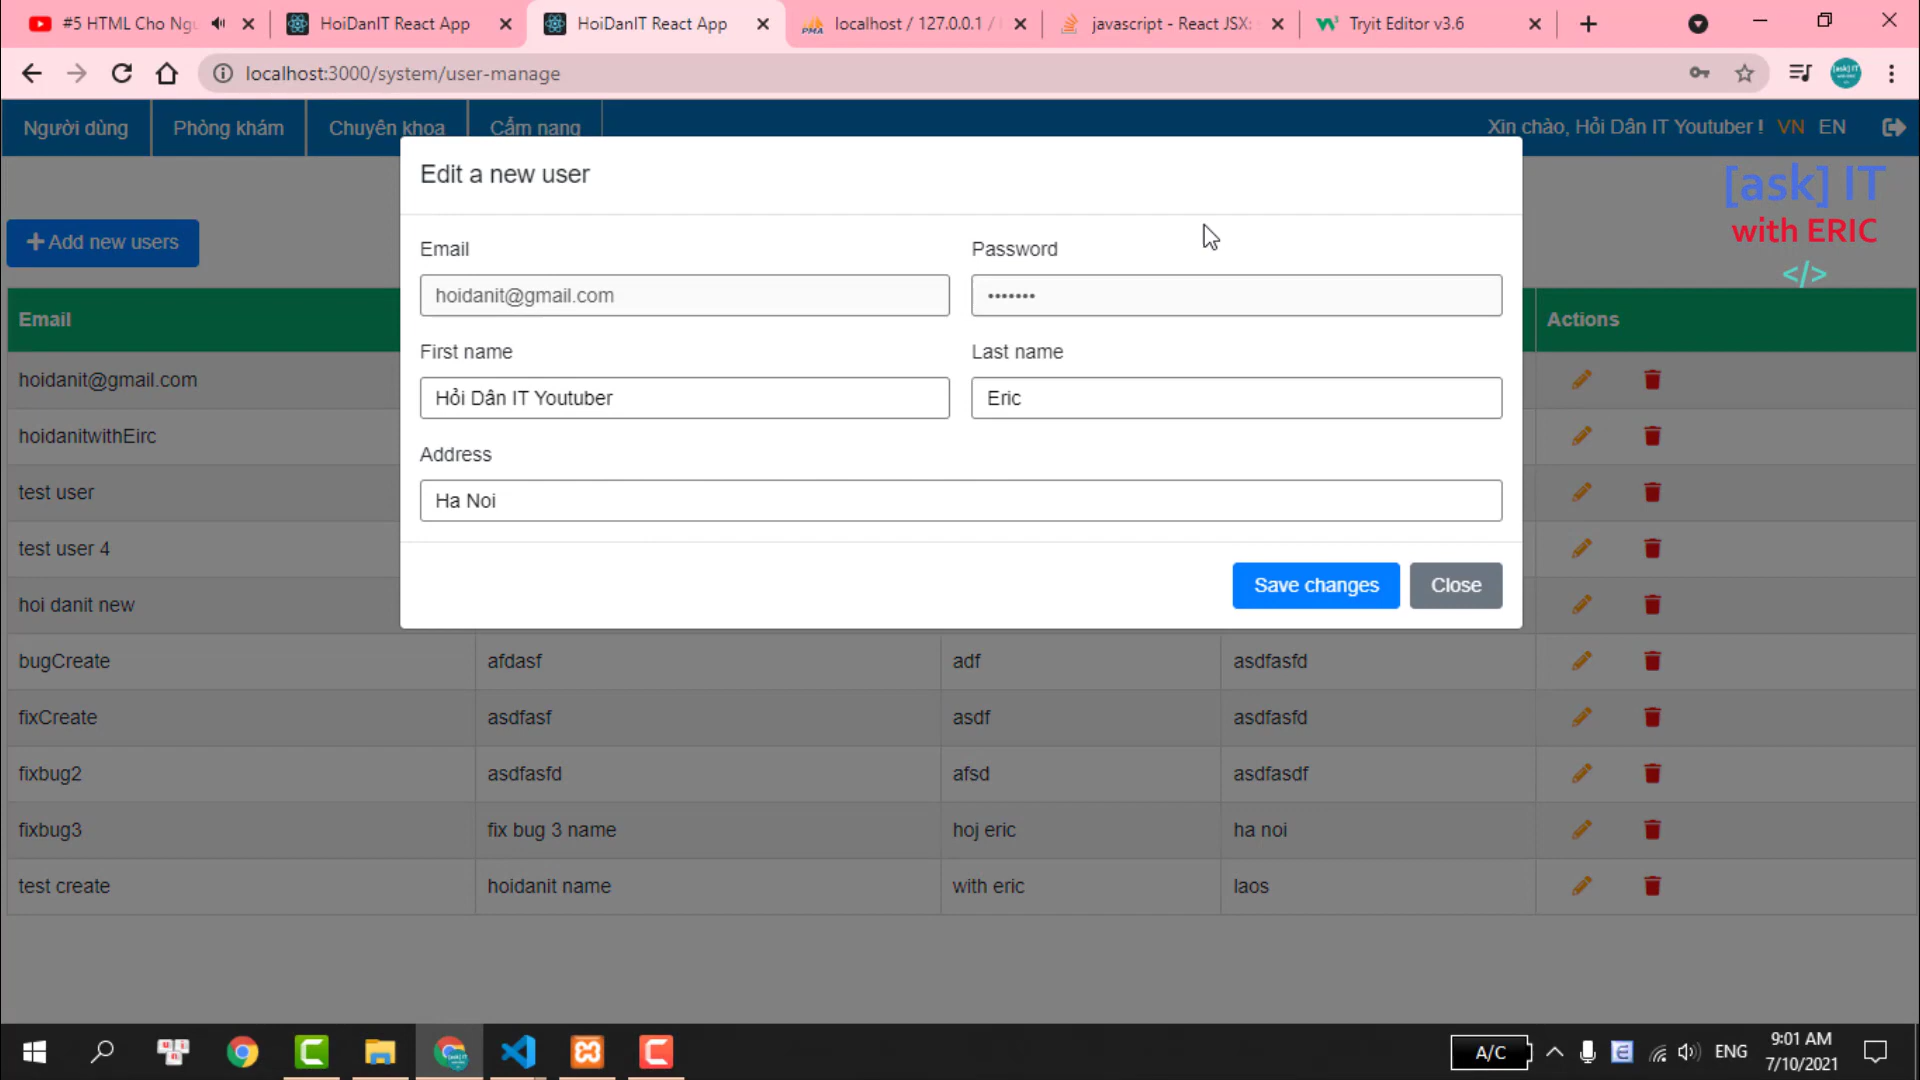 #5 HTML Cho Ng
HoiDanIT React App
HoiDanIT React App
localhost / 127.0.0.1 /
javascript - React JSX:
Tryit Editor v3.6
localhost:3000/system/user-manage
Người dùng
Phòng khám
Chuyên khoa
Cẩm nang
Xin chào, Hỏi Dân IT Youtuber !
VN
EN
[ask] IT
with ERIC
</>
Add new users
Edit a new user
Email
Password
hoidanit@gmail.com
•••••••
First name
Last name
Hỏi Dân IT Youtuber
Eric
Address
Ha Noi
Save changes
Close
Email
Actions
hoidanit@gmail.com
hoidanitwithEirc
test user
test user 4
hoi danit new
bugCreate
afdasf
adf
asdfasfd
fixCreate
asdfasf
asdf
asdfasfd
fixbug2
asdfasfd
afsd
asdfasdf
fixbug3
fix bug 3 name
hoj eric
ha noi
test create
hoidanit name
with eric
laos
A/C
ENG
9:01 AM
7/10/2021